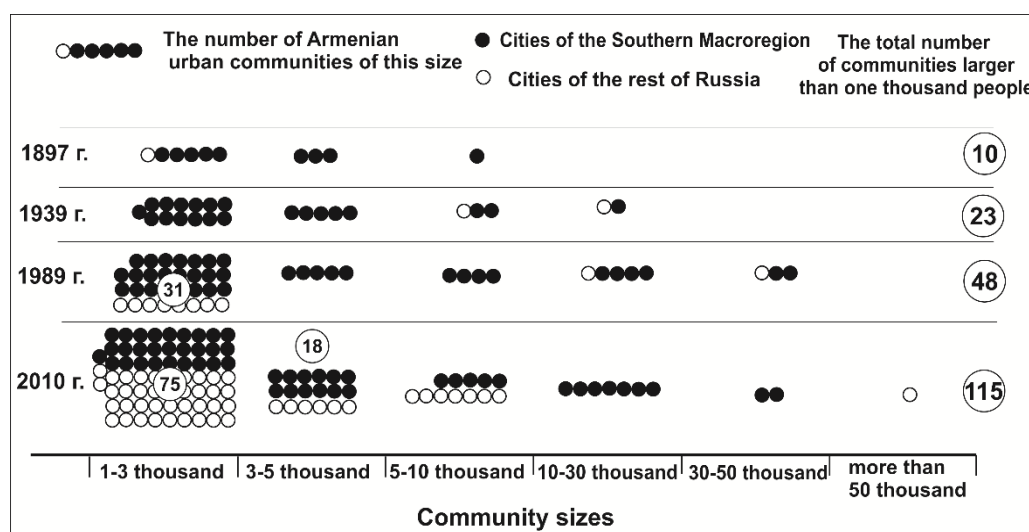 The number of Armenian
urban communities of this size
Cities of the Southern Macroregion
Cities of the rest of Russia
The total number
of communities larger
than one thousand people
1897 г.
10
1939 г.
23
1989 г.
31
48
2010 г.
75
18
115
1-3 thousand
3-5 thousand
5-10 thousand
10-30 thousand
30-50 thousand
more than
50 thousand
Community sizes